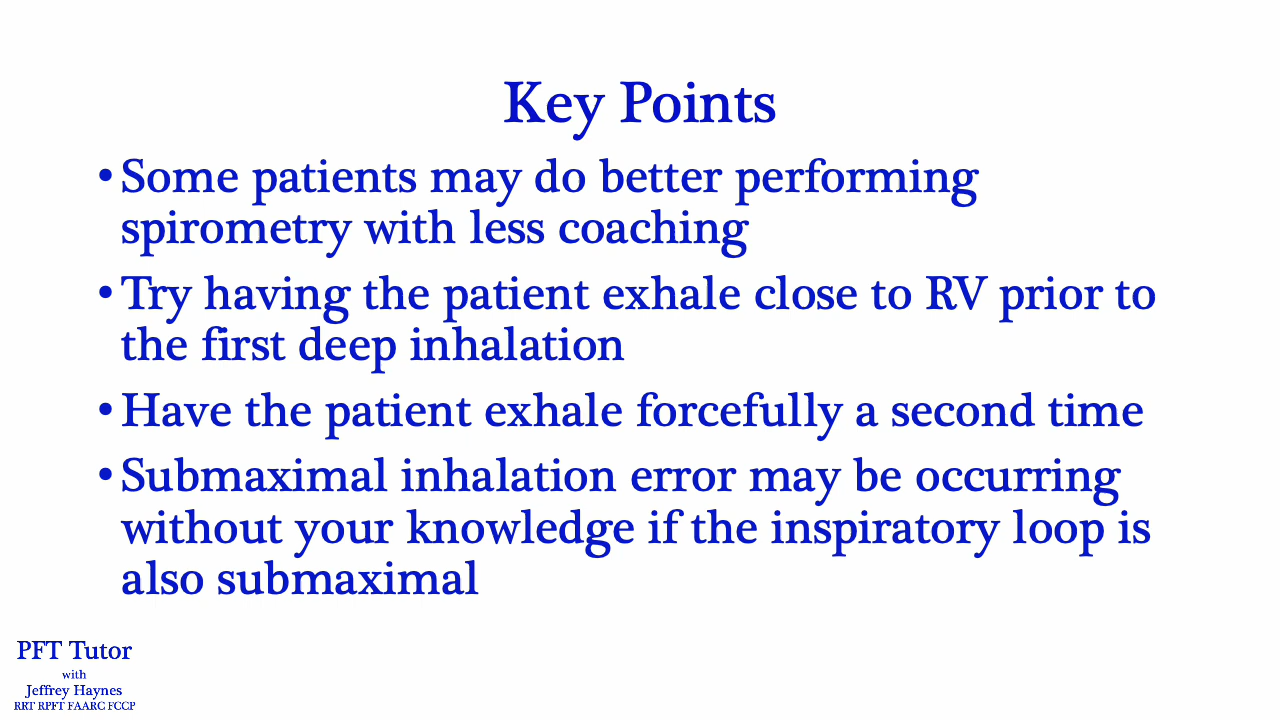 Key Points
•Some patients may do better performing
spirometry with less coaching
•Try having the patient exhale close to RV prior to
the first deep inhalation
•Have the patient exhale forcefully a second time
•Submaximal inhalation error may be occurring
without your knowledge if the inspiratory loop is
also submaximal
PFT Tutor
with
Jeffrey Haynes
RRT RPFT FAARC FCCP